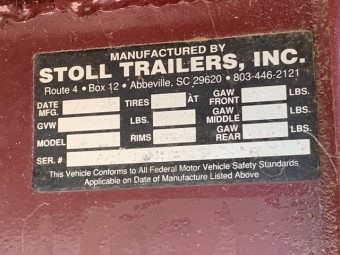 MANUFACTURED BY
STOLL TRAILERS, INC.
Route 4 • Box 12 • Abbeville, SC 29620 • 803-446-2121
DATE MFG. TIRES AT GAW FRONT LBS.
GVW LBS. GAW MIDDLE LBS.
MODEL RIMS GAW REAR LBS.
SER. #
This Vehicle Conforms to All Federal Motor Vehicle Safety Standards
Applicable on Date of Manufacture Listed Above